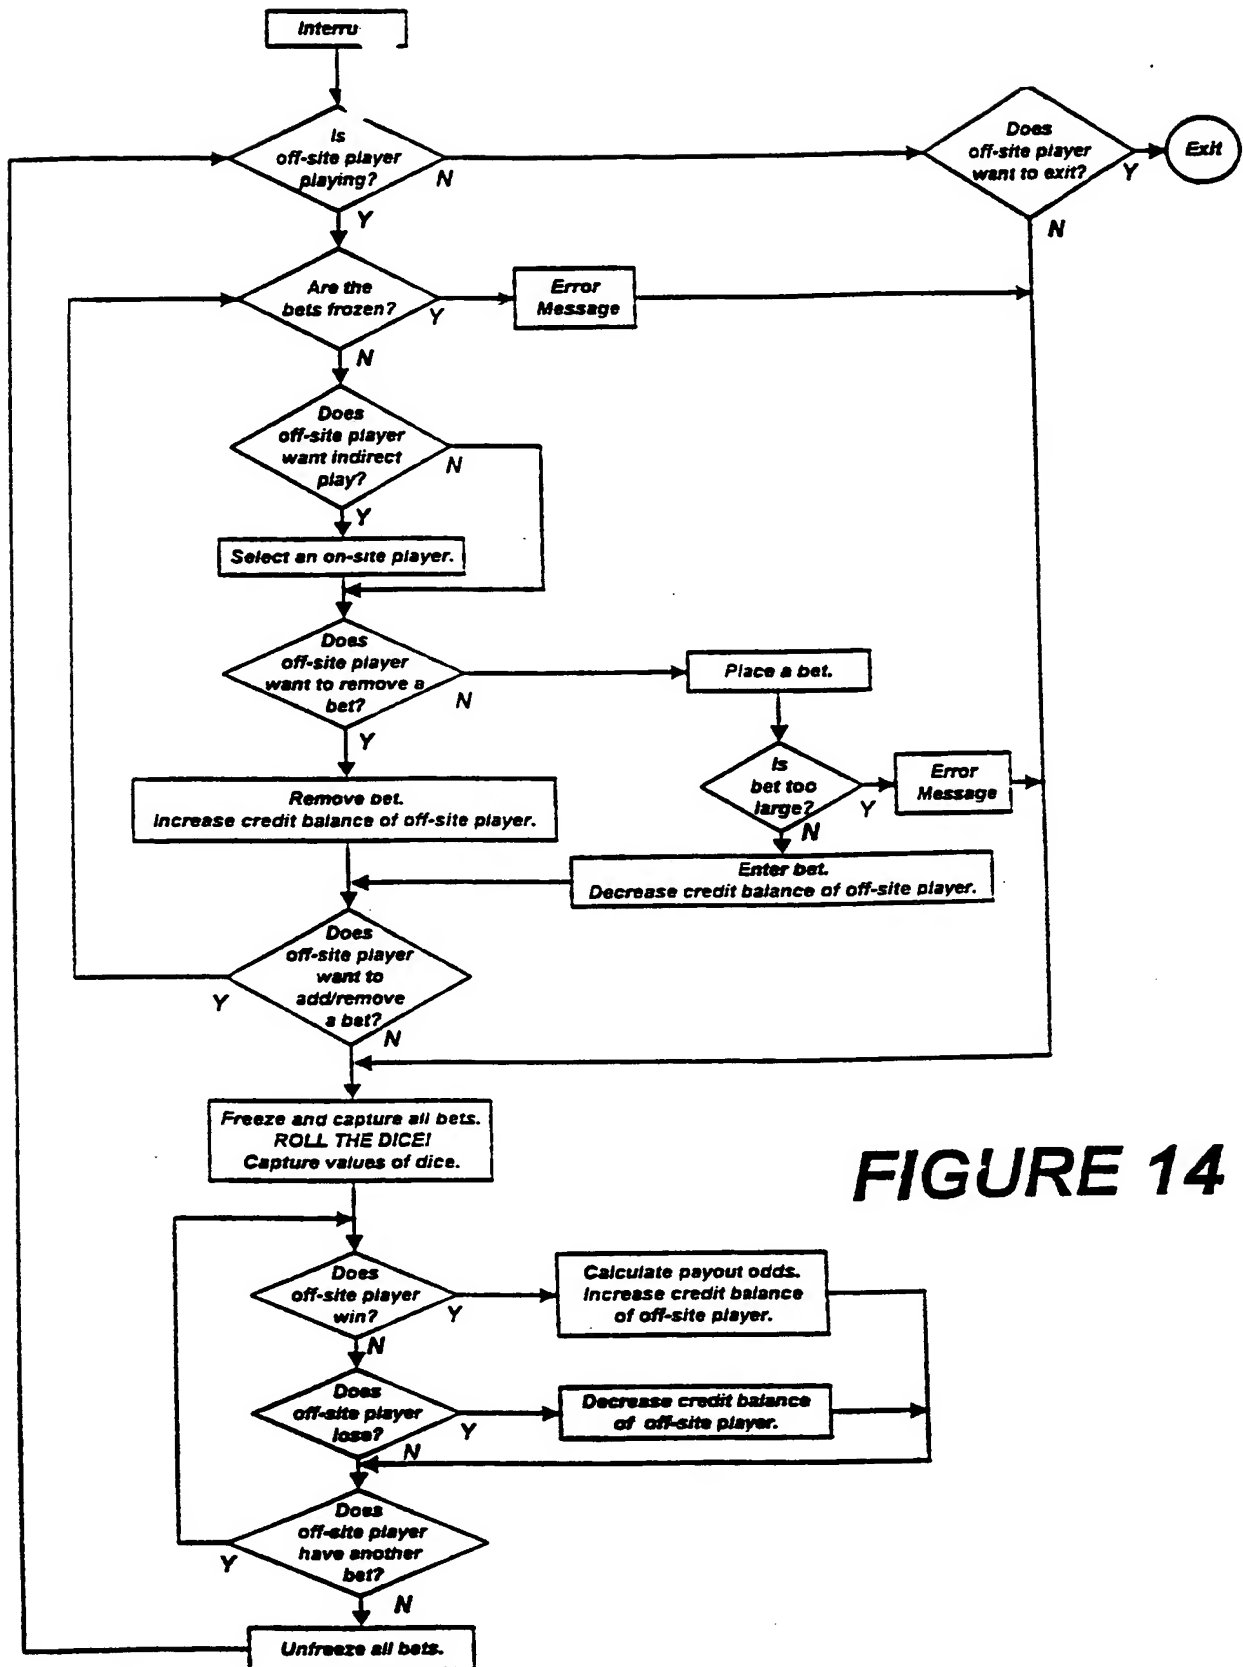 Interru
Is
off-site player
playing?
N
Y
Does
off-site player
want to exit?
Y
Exit
N
Are the
bets frozen?
Y
Error
Message
N
Does
off-site player
want indirect
play?
N
Y
Select an on-site player.
Does
off-site player
want to remove a
bet?
N
Place a bet.
Y
Is
bet too
large?
Y
Error
Message
N
Remove bet.
Increase credit balance of off-site player.
Enter bet.
Decrease credit balance of off-site player.
Does
off-site player
want to
add/remove
a bet?
Y
N
Freeze and capture all bets.
ROLL THE DICE!
Capture values of dice.
FIGURE 14
Does
off-site player
win?
Y
Calculate payout odds.
Increase credit balance
of off-site player.
N
Does
off-site player
lose?
Y
Decrease credit balance
of off-site player.
N
Does
off-site player
have another
bet?
Y
N
Unfreeze all bets.